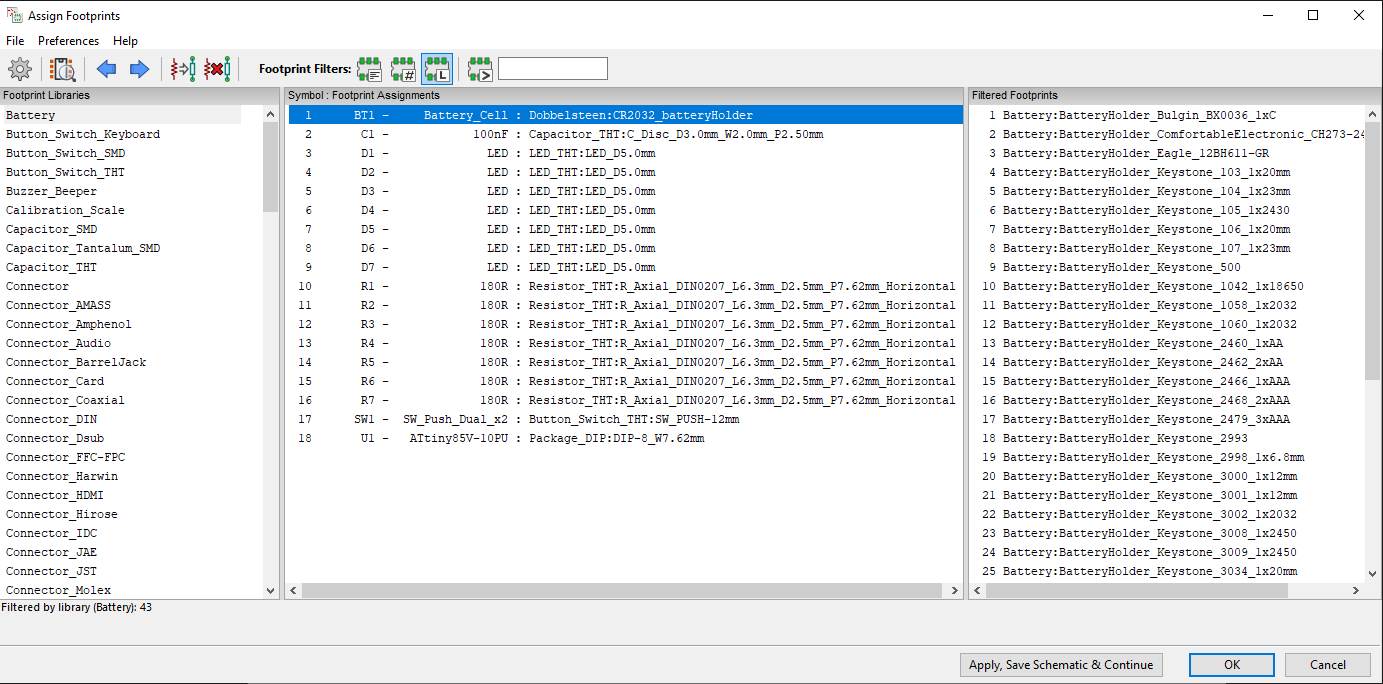 Assign Footprints
File Preferences Help
Footprint Filters:
Footprint Libraries
Battery
Button_Switch_Keyboard
Button_Switch_SMD
Button_Switch_THT
Buzzer_Beeper
Calibration_Scale
Capacitor_SMD
Capacitor_Tantalum_SMD
Capacitor_THT
Connector
Connector_AMASS
Connector_Amphenol
Connector_Audio
Connector_BarrelJack
Connector_Card
Connector_Coaxial
Connector_DIN
Connector_Dsub
Connector_FFC-FPC
Connector_Harwin
Connector_HDMI
Connector_Hirose
Connector_IDC
Connector_JAE
Connector_JST
Connector_Molex
Symbol : Footprint Assignments
1 BT1 - Battery_Cell : Dobbelsteen:CR2032_batteryHolder
2 C1 - 100nF : Capacitor_THT:C_Disc_D3.0mm_W2.0mm_P2.50mm
3 D1 - LED : LED_THT:LED_D5.0mm
4 D2 - LED : LED_THT:LED_D5.0mm
5 D3 - LED : LED_THT:LED_D5.0mm
6 D4 - LED : LED_THT:LED_D5.0mm
7 D5 - LED : LED_THT:LED_D5.0mm
8 D6 - LED : LED_THT:LED_D5.0mm
9 D7 - LED : LED_THT:LED_D5.0mm
10 R1 - 180R : Resistor_THT:R_Axial_DIN0207_L6.3mm_D2.5mm_P7.62mm_Horizontal
11 R2 - 180R : Resistor_THT:R_Axial_DIN0207_L6.3mm_D2.5mm_P7.62mm_Horizontal
12 R3 - 180R : Resistor_THT:R_Axial_DIN0207_L6.3mm_D2.5mm_P7.62mm_Horizontal
13 R4 - 180R : Resistor_THT:R_Axial_DIN0207_L6.3mm_D2.5mm_P7.62mm_Horizontal
14 R5 - 180R : Resistor_THT:R_Axial_DIN0207_L6.3mm_D2.5mm_P7.62mm_Horizontal
15 R6 - 180R : Resistor_THT:R_Axial_DIN0207_L6.3mm_D2.5mm_P7.62mm_Horizontal
16 R7 - 180R : Resistor_THT:R_Axial_DIN0207_L6.3mm_D2.5mm_P7.62mm_Horizontal
17 SW1 - SW_Push_Dual_x2 : Button_Switch_THT:SW_PUSH-12mm
18 U1 - ATtiny85V-10PU : Package_DIP:DIP-8_W7.62mm
Filtered Footprints
1 Battery:BatteryHolder_Bulgin_BX0036_1xC
2 Battery:BatteryHolder_ComfortableElectronic_CH273-24
3 Battery:BatteryHolder_Eagle_12BH611-GR
4 Battery:BatteryHolder_Keystone_103_1x20mm
5 Battery:BatteryHolder_Keystone_104_1x23mm
6 Battery:BatteryHolder_Keystone_105_1x2430
7 Battery:BatteryHolder_Keystone_106_1x20mm
8 Battery:BatteryHolder_Keystone_107_1x23mm
9 Battery:BatteryHolder_Keystone_500
10 Battery:BatteryHolder_Keystone_1042_1x18650
11 Battery:BatteryHolder_Keystone_1058_1x2032
12 Battery:BatteryHolder_Keystone_1060_1x2032
13 Battery:BatteryHolder_Keystone_2460_1xAA
14 Battery:BatteryHolder_Keystone_2462_2xAA
15 Battery:BatteryHolder_Keystone_2466_1xAAA
16 Battery:BatteryHolder_Keystone_2468_2xAAA
17 Battery:BatteryHolder_Keystone_2479_3xAAA
18 Battery:BatteryHolder_Keystone_2993
19 Battery:BatteryHolder_Keystone_2998_1x6.8mm
20 Battery:BatteryHolder_Keystone_3000_1x12mm
21 Battery:BatteryHolder_Keystone_3001_1x12mm
22 Battery:BatteryHolder_Keystone_3002_1x2032
23 Battery:BatteryHolder_Keystone_3008_1x2450
24 Battery:BatteryHolder_Keystone_3009_1x2450
25 Battery:BatteryHolder_Keystone_3034_1x20mm
Filtered by library (Battery): 43
Apply, Save Schematic & Continue
OK
Cancel